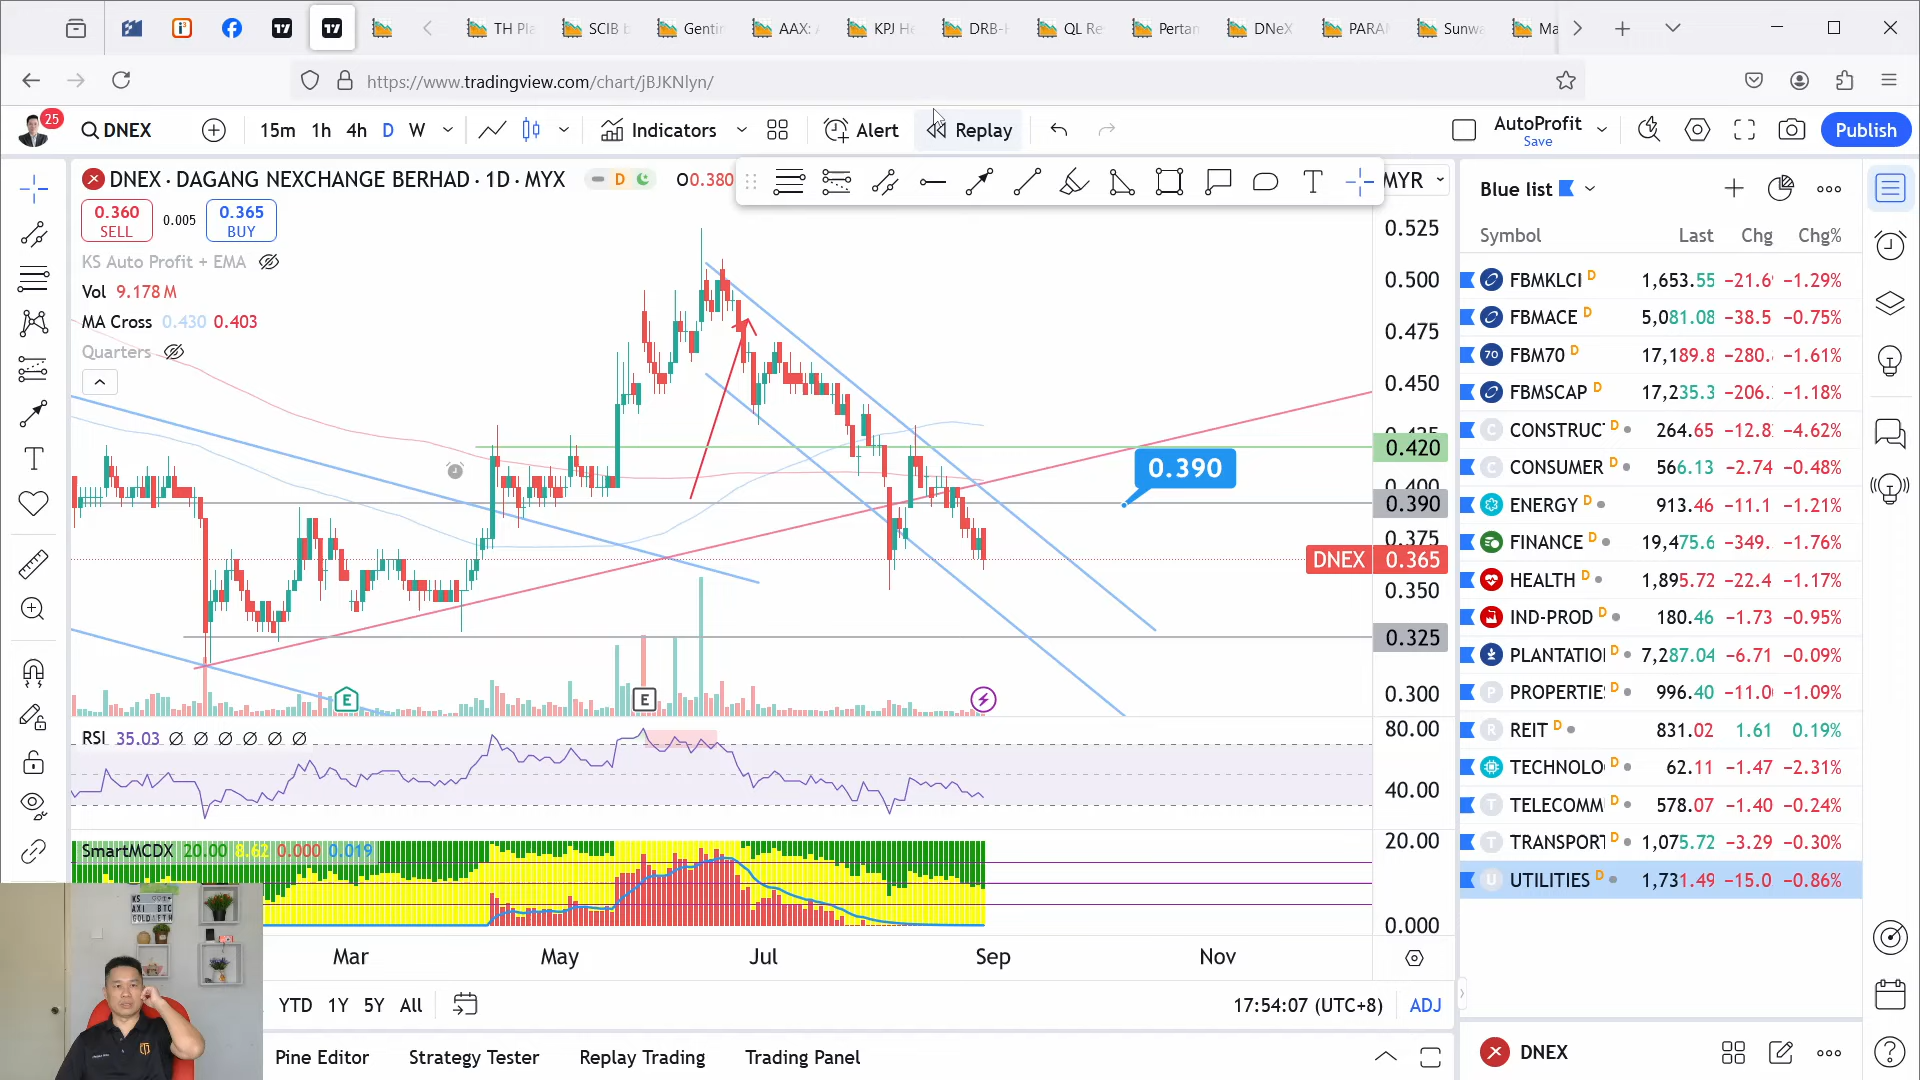 TH Pla
SCIB b
Genti
AAX: A
KPJ He
DRB-H
QL Re
Pertan
DNeX
PARA
Sunwa
Ma
https://www.tradingview.com/chart/jBJKNlyn/
25
DNEX
15m 1h 4h D W
Indicators
Alert
Replay
AutoProfit
Save
Publish
DNEX · DAGANG NEXCHANGE BERHAD · 1D · MYX
D
O0.380
MYR
0.360
SELL
0.005
0.365
BUY
KS Auto Profit + EMA
Vol 9.178 M
MA Cross 0.430 0.403
Quarters
0.525
0.500
0.475
0.450
0.420
0.390
0.390
0.375
DNEX 0.365
0.350
0.325
0.300
E
E
RSI 35.03 Ø Ø Ø Ø Ø Ø
80.00
40.00
SmartMCDX 20.00 8.62 0.000 0.019
20.00
0.000
Mar May Jul Sep Nov
YTD 1Y 5Y All
17:54:07 (UTC+8) ADJ
Pine Editor Strategy Tester Replay Trading Trading Panel
Blue list
Symbol Last Chg Chg%
FBMKLCI D 1,653.55 −21.6 −1.29%
FBMACE D 5,081.08 −38.5 −0.75%
70 FBM70 D 17,189.8 −280. −1.61%
FBMSCAP D 17,235.3 −206. −1.18%
C CONSTRUC D 264.65 −12.8 −4.62%
C CONSUMER D 566.13 −2.74 −0.48%
ENERGY D 913.46 −11.1 −1.21%
FINANCE D 19,475.6 −349. −1.76%
HEALTH D 1,895.72 −22.4 −1.17%
IND-PROD D 180.46 −1.73 −0.95%
PLANTATIO D 7,287.04 −6.71 −0.09%
P PROPERTIE D 996.40 −11.0 −1.09%
R REIT D 831.02 1.61 0.19%
TECHNOLO D 62.11 −1.47 −2.31%
T TELECOMM D 578.07 −1.40 −0.24%
T TRANSPORT D 1,075.72 −3.29 −0.30%
U UTILITIES D 1,731.49 −15.0 −0.86%
DNEX